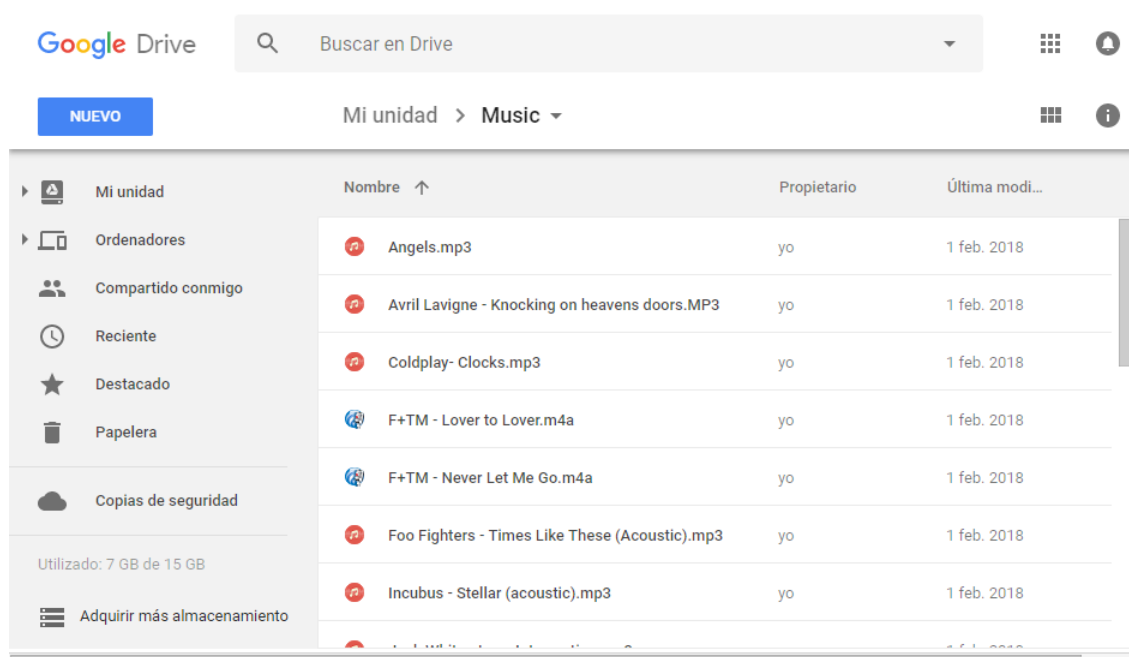 Google Drive
Buscar en Drive
NUEVO
Mi unidad > Music
Mi unidad
Ordenadores
Compartido conmigo
Reciente
Destacado
Papelera
Copias de seguridad
Utilizado: 7 GB de 15 GB
Adquirir más almacenamiento
Nombre Propietario Última modi...
Angels.mp3 yo 1 feb. 2018
Avril Lavigne - Knocking on heavens doors.MP3 yo 1 feb. 2018
Coldplay- Clocks.mp3 yo 1 feb. 2018
F+TM - Lover to Lover.m4a yo 1 feb. 2018
F+TM - Never Let Me Go.m4a yo 1 feb. 2018
Foo Fighters - Times Like These (Acoustic).mp3 yo 1 feb. 2018
Incubus - Stellar (acoustic).mp3 yo 1 feb. 2018